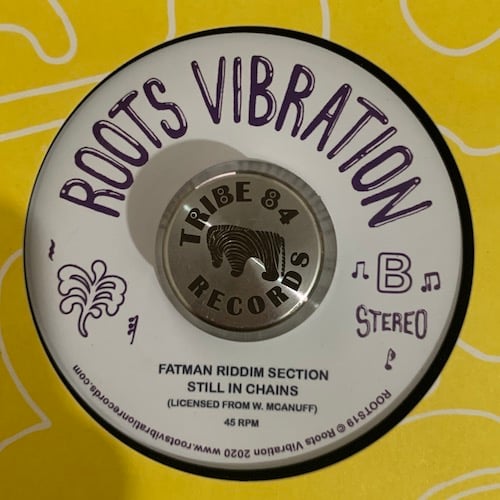 ROOTS VIBRATION
TRIBE 84
RECORDS
B
STEREO
FATMAN RIDDIM SECTION
STILL IN CHAINS
(LICENSED FROM W. MCANUFF)
45 RPM
ROOTS19 © Roots Vibration 2020 www.rootsvibrationrecords.com